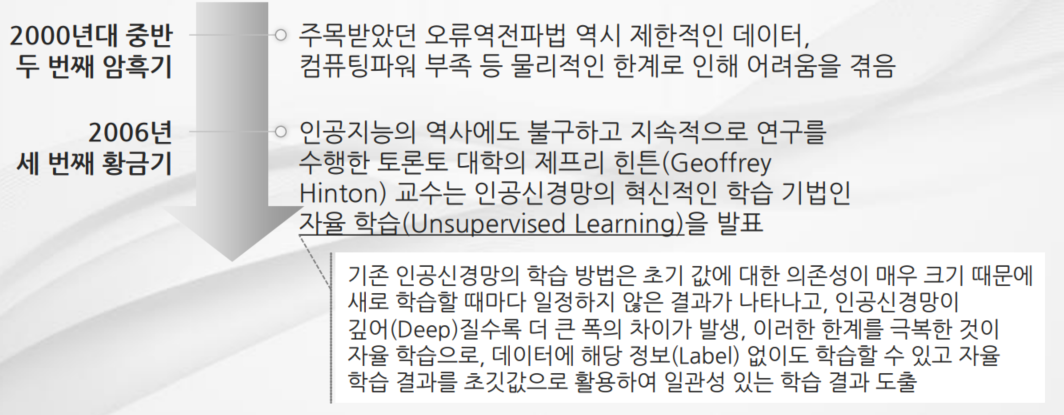 2000년대 중반
두 번째 암흑기
주목받았던 오류역전파법 역시 제한적인 데이터,
컴퓨팅파워 부족 등 물리적인 한계로 인해 어려움을 겪음
2006년
세 번째 황금기
인공지능의 역사에도 불구하고 지속적으로 연구를
수행한 토론토 대학의 제프리 힌튼(Geoffrey
Hinton) 교수는 인공신경망의 혁신적인 학습 기법인
자율 학습(Unsupervised Learning)을 발표
기존 인공신경망의 학습 방법은 초기 값에 대한 의존성이 매우 크기 때문에
새로 학습할 때마다 일정하지 않은 결과가 나타나고, 인공신경망이
깊어(Deep)질수록 더 큰 폭의 차이가 발생, 이러한 한계를 극복한 것이
자율 학습으로, 데이터에 해당 정보(Label) 없이도 학습할 수 있고 자율
학습 결과를 초깃값으로 활용하여 일관성 있는 학습 결과 도출